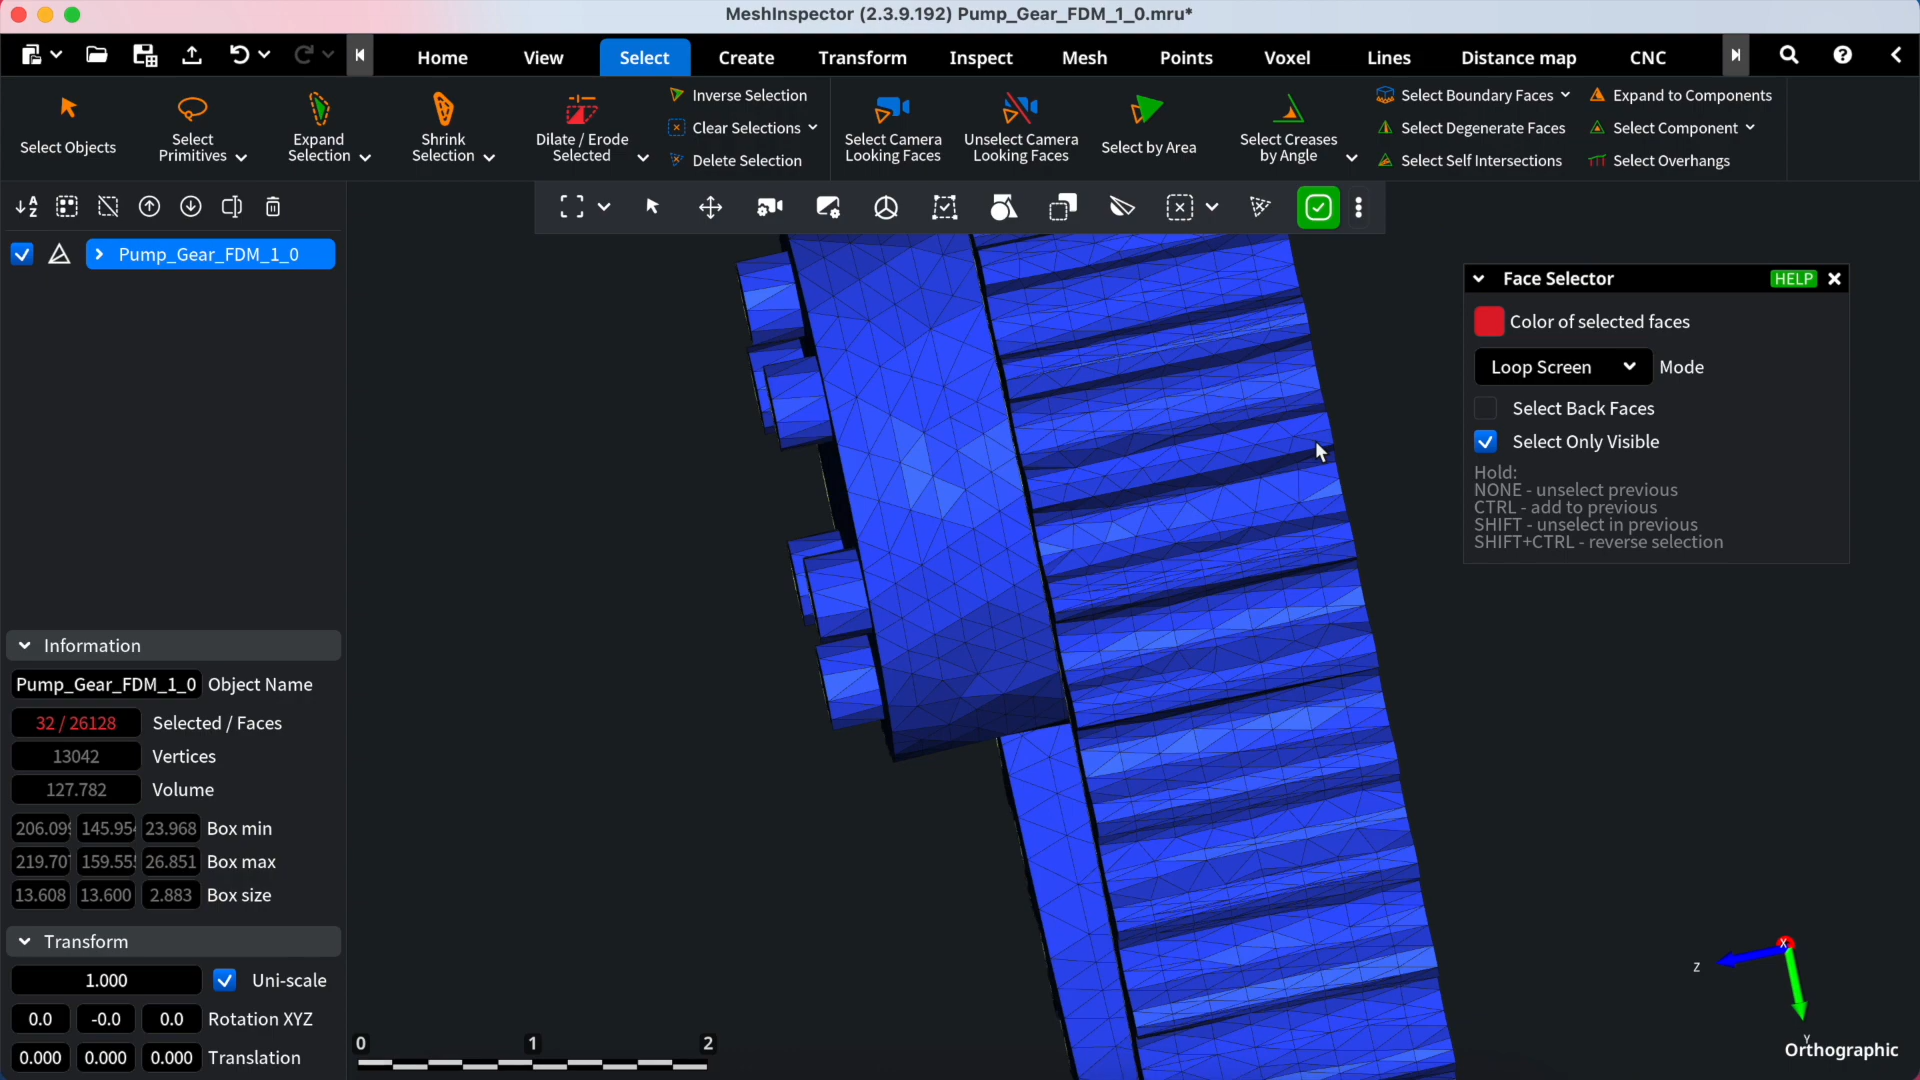 MeshInspector (2.3.9.192) Pump_Gear_FDM_1_0.mru*
Home View Select Create Transform Inspect Mesh Points Voxel Lines Distance map CNC
Select Objects
Select Primitives
Expand Selection
Shrink Selection
Dilate / Erode Selected
Inverse Selection
Clear Selections
Delete Selection
Select Camera Looking Faces
Unselect Camera Looking Faces
Select by Area
Select Creases by Angle
Select Boundary Faces
Select Degenerate Faces
Select Self Intersections
Expand to Components
Select Component
Select Overhangs
Pump_Gear_FDM_1_0
Face Selector HELP
Color of selected faces
Loop Screen Mode
Select Back Faces
Select Only Visible
Hold:
NONE - unselect previous
CTRL - add to previous
SHIFT - unselect in previous
SHIFT+CTRL - reverse selection
Information
Pump_Gear_FDM_1_0 Object Name
32 / 26128 Selected / Faces
13042 Vertices
127.782 Volume
23.968 Box min
26.851 Box max
13.608 13.600 2.883 Box size
Transform
1.000 Uni-scale
0.0 -0.0 0.0 Rotation XYZ
0.000 0.000 0.000 Translation
0 1 2
X
Z
Y
Orthographic